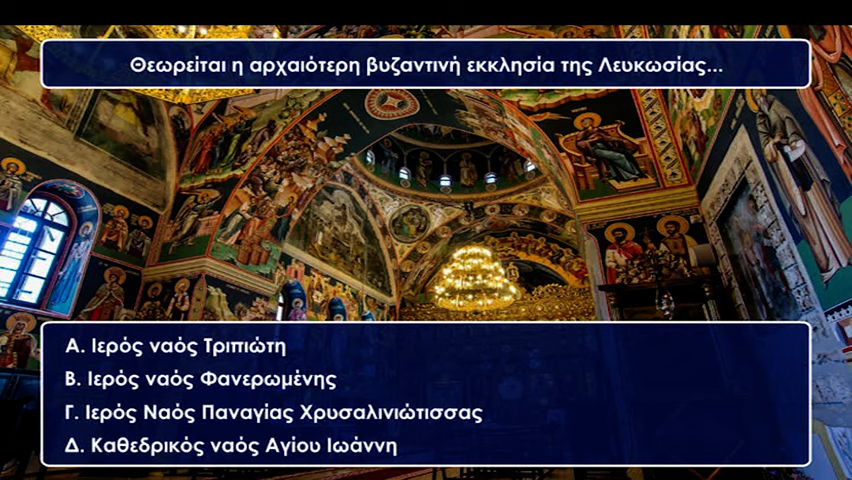 Θεωρείται η αρχαιότερη βυζαντινή εκκλησία της Λευκωσίας...
Α. Ιερός ναός Τριπιώτη
Β. Ιερός ναός Φανερωμένης
Γ. Ιερός Ναός Παναγίας Χρυσαλινιώτισσας
Δ. Καθεδρικός ναός Αγίου Ιωάννη